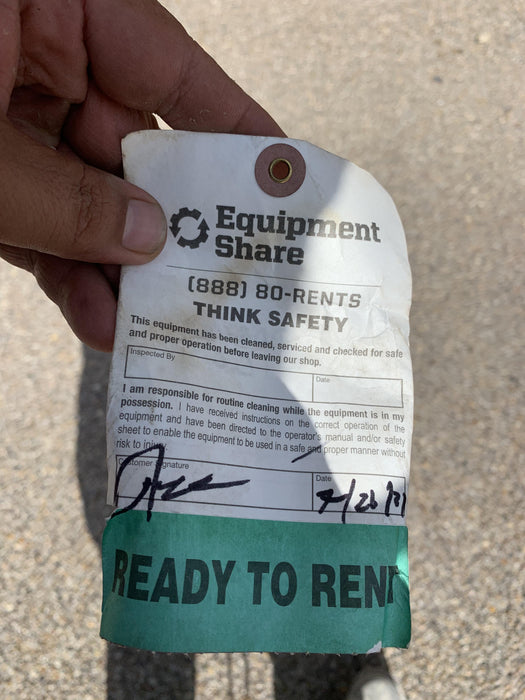 Equipment
Share
(888) 80-RENTS
THINK SAFETY
This equipment has been cleaned, serviced and checked for safe
and proper operation before leaving our shop.
Inspected By
Date
I am responsible for routine cleaning while the equipment is in my
possession. I have received instructions on the correct operation of the
equipment and have been directed to the operator's manual and/or safety
sheet to enable the equipment to be used in a safe and proper manner without
risk to injury.
Customer Signature
Date
READY TO RENT